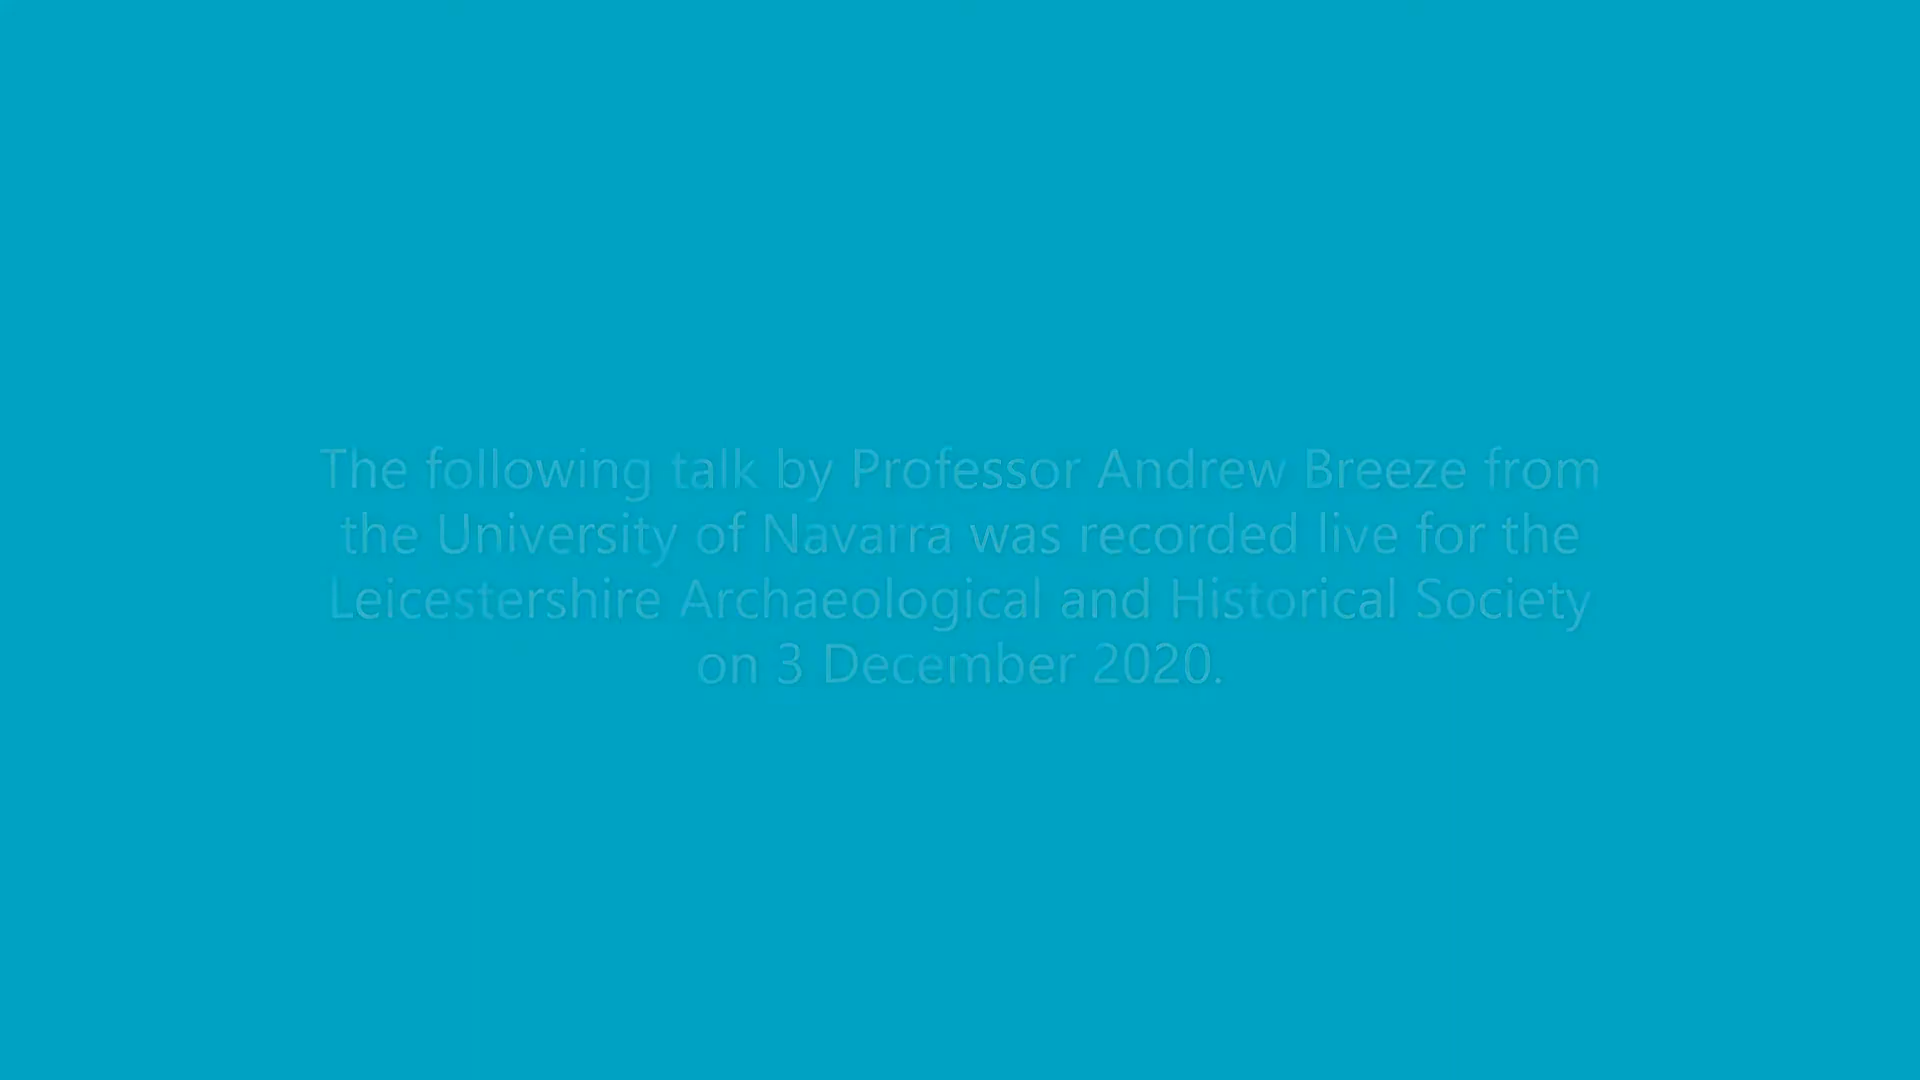 The following talk by Professor Andrew Breeze from
the University of Navarra was recorded live for the
Leicestershire Archaeological and Historical Society
on 3 December 2020.